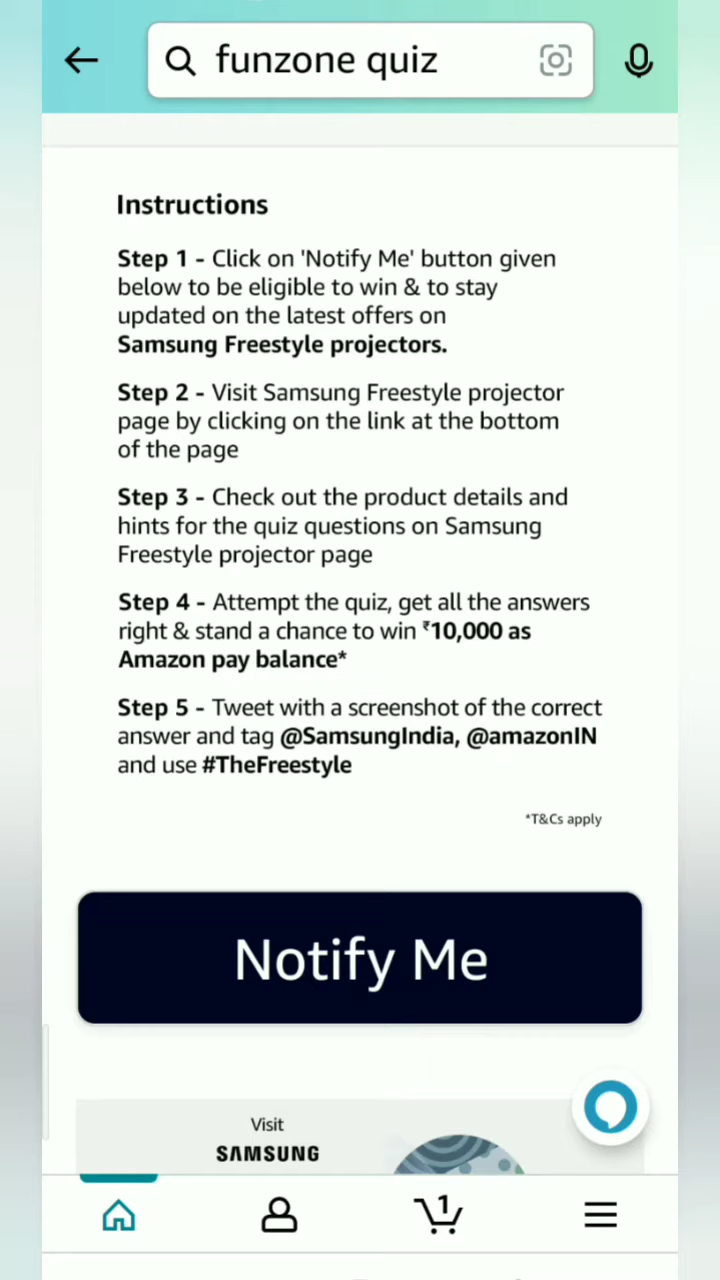 funzone quiz
Instructions
Step 1 - Click on 'Notify Me' button given
below to be eligible to win & to stay
updated on the latest offers on
Samsung Freestyle projectors.
Step 2 - Visit Samsung Freestyle projector
page by clicking on the link at the bottom
of the page
Step 3 - Check out the product details and
hints for the quiz questions on Samsung
Freestyle projector page
Step 4 - Attempt the quiz, get all the answers
right & stand a chance to win ₹10,000 as
Amazon pay balance*
Step 5 - Tweet with a screenshot of the correct
answer and tag @SamsungIndia, @amazonIN
and use #TheFreestyle
*T&Cs apply
Notify Me
Visit
SAMSUNG
1